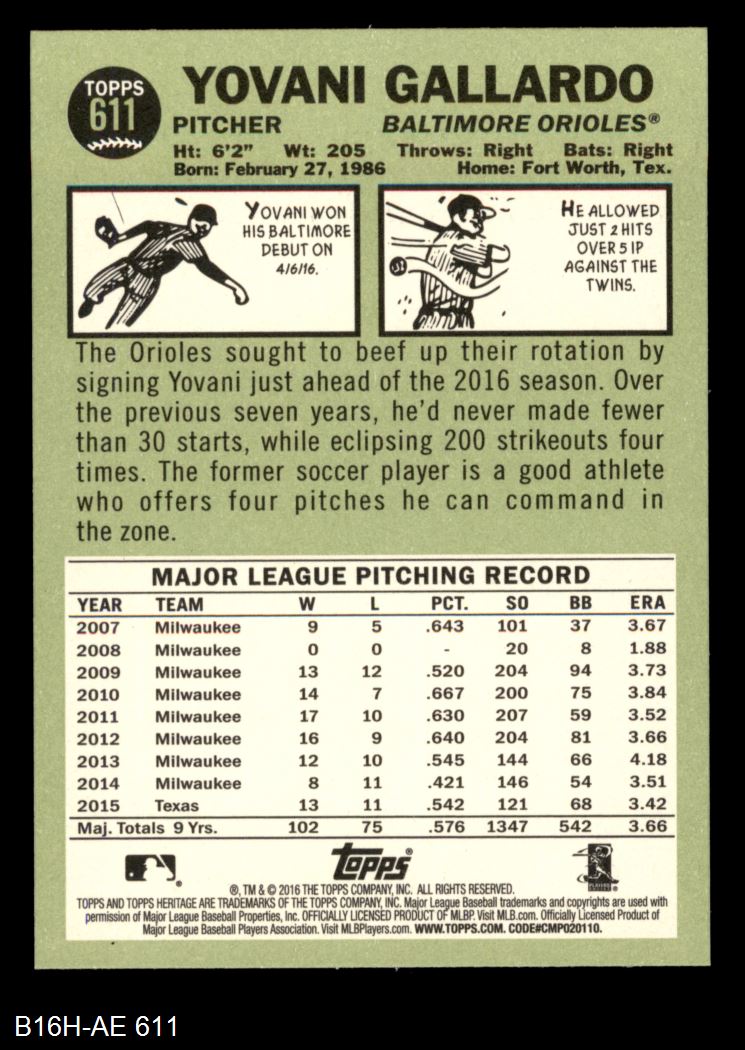 TOPPS
611
YOVANI GALLARDO
PITCHER BALTIMORE ORIOLES®
Ht: 6'2" Wt: 205 Throws: Right Bats: Right
Born: February 27, 1986 Home: Fort Worth, Tex.
YOVANI WON
HIS BALTIMORE
DEBUT ON
4/6/16.
HE ALLOWED
JUST 2 HITS
OVER 5 IP
AGAINST THE
TWINS.
The Orioles sought to beef up their rotation by
signing Yovani just ahead of the 2016 season. Over
the previous seven years, he'd never made fewer
than 30 starts, while eclipsing 200 strikeouts four
times. The former soccer player is a good athlete
who offers four pitches he can command in
the zone.
MAJOR LEAGUE PITCHING RECORD
YEAR TEAM W L PCT. SO BB ERA
2007 Milwaukee 9 5 .643 101 37 3.67
2008 Milwaukee 0 0 - 20 8 1.88
2009 Milwaukee 13 12 .520 204 94 3.73
2010 Milwaukee 14 7 .667 200 75 3.84
2011 Milwaukee 17 10 .630 207 59 3.52
2012 Milwaukee 16 9 .640 204 81 3.66
2013 Milwaukee 12 10 .545 144 66 4.18
2014 Milwaukee 8 11 .421 146 54 3.51
2015 Texas 13 11 .542 121 68 3.42
Maj. Totals 9 Yrs. 102 75 .576 1347 542 3.66
Topps®
®, TM & © 2016 THE TOPPS COMPANY, INC. ALL RIGHTS RESERVED.
TOPPS AND TOPPS HERITAGE ARE TRADEMARKS OF THE TOPPS COMPANY, INC. Major League Baseball trademarks and copyrights are used with
permission of Major League Baseball Properties, Inc. OFFICIALLY LICENSED PRODUCT OF MLBP. Visit MLB.com. Officially Licensed Product of
Major League Baseball Players Association. Visit MLBPlayers.com. WWW.TOPPS.COM. CODE#CMP020110.
B16H-AE 611